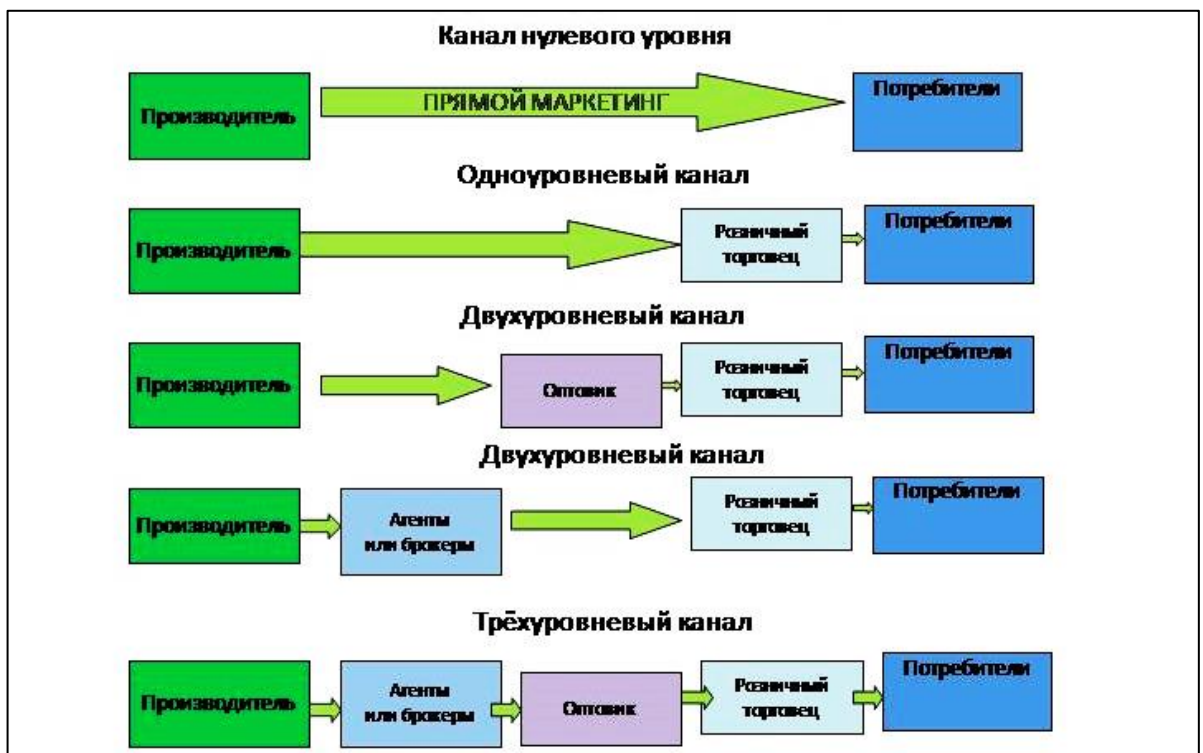 Канал нулевого уровня
Производитель
ПРЯМОЙ МАРКЕТИНГ
Потребители
Одноуровневый канал
Производитель
Розничный
торговец
Потребители
Двухуровневый канал
Производитель
Оптовик
Розничный
торговец
Потребители
Двухуровневый канал
Производитель
Агенты
или брокеры
Розничный
торговец
Потребители
Трёхуровневый канал
Производитель
Агенты
или брокеры
Оптовик
Розничный
торговец
Потребители